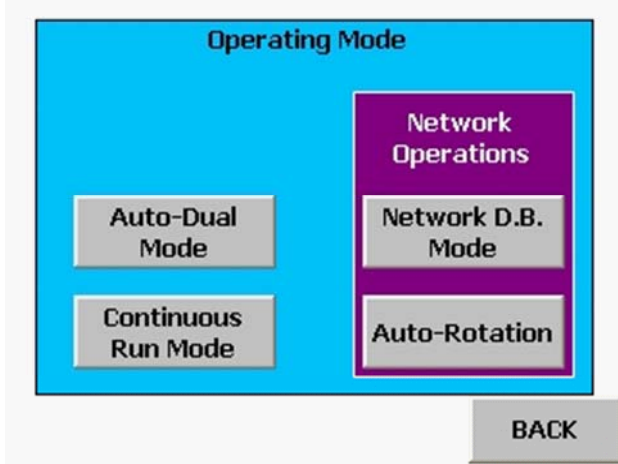 Operating Mode
Network
Operations
Auto-Dual
Mode
Network D.B.
Mode
Continuous
Run Mode
Auto-Rotation
BACK